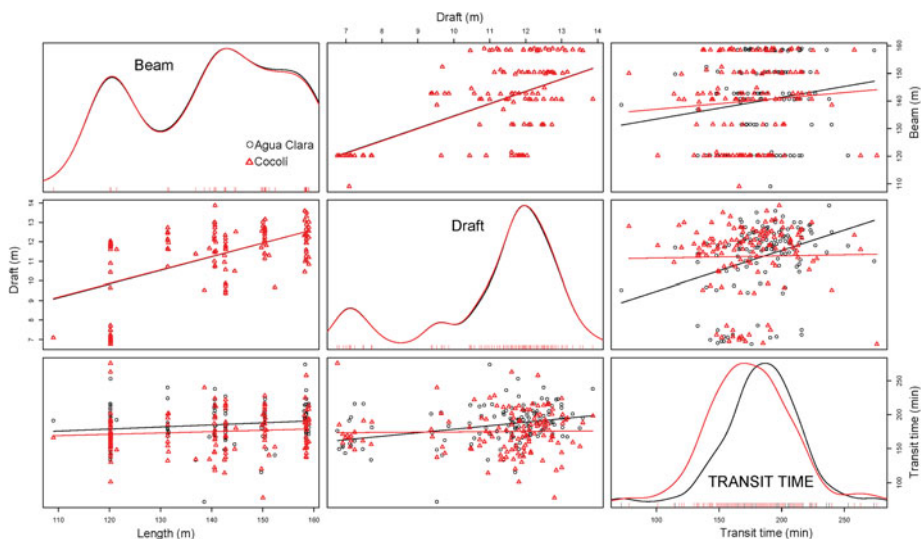 Draft (m)
7 8 9 10 11 12 13 14
Beam
Agua Clara
Cocolí
110 120 130 140 150 160
Beam (m)
Draft (m)
7 8 9 10 11 12 13 14
Draft
TRANSIT TIME
100 150 200 250
Transit time (min)
110 120 130 140 150 160
Length (m)
100 150 200 250
Transit time (min)